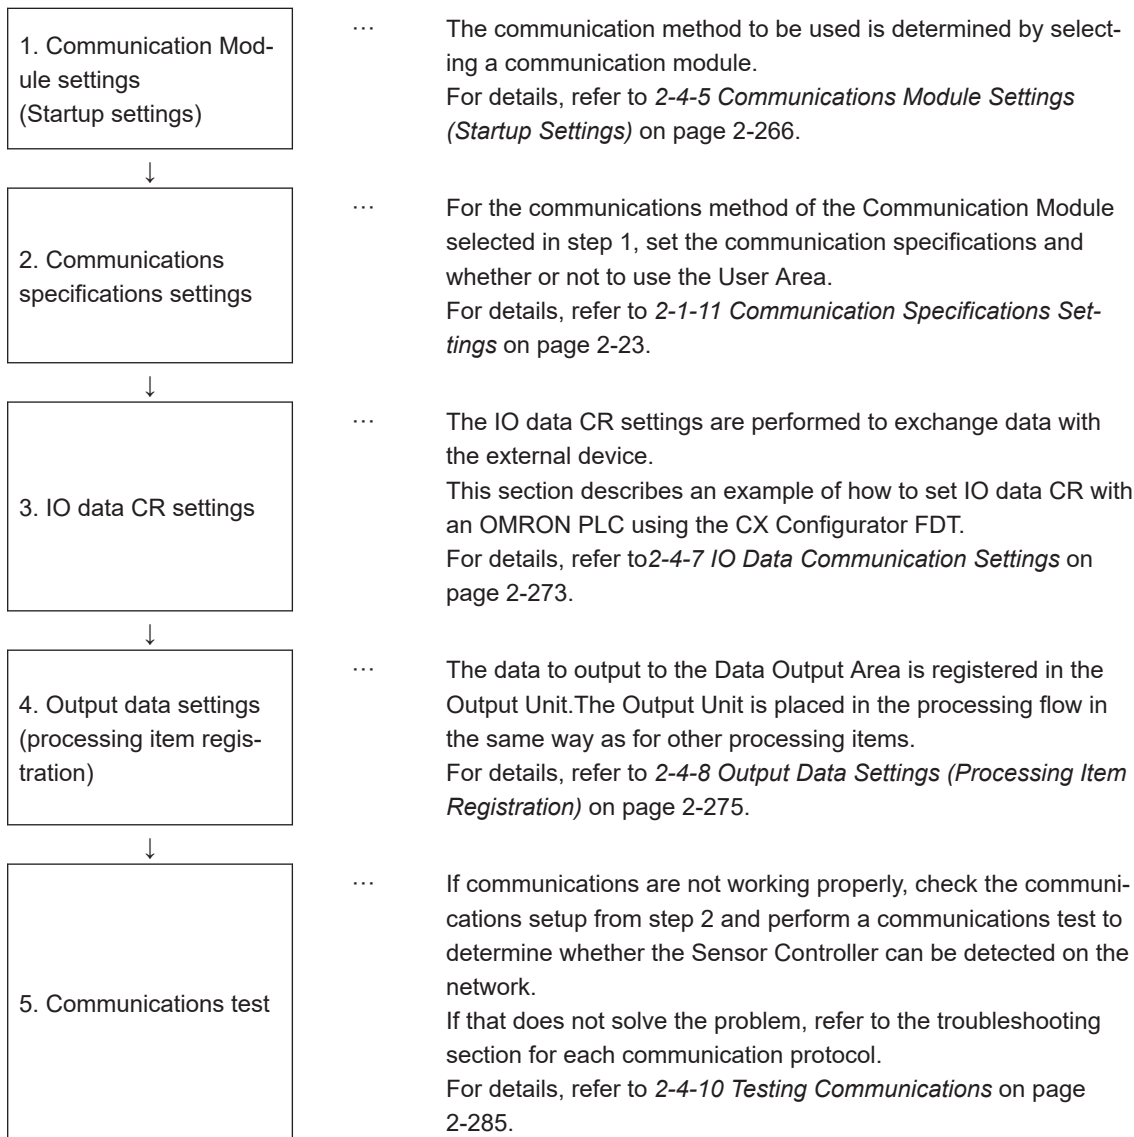 1. Communication Mod-
ule settings
(Startup settings)
… The communication method to be used is determined by select-
ing a communication module.
For details, refer to 2-4-5 Communications Module Settings
(Startup Settings) on page 2-266.
↓
2. Communications
specifications settings
… For the communications method of the Communication Module
selected in step 1, set the communication specifications and
whether or not to use the User Area.
For details, refer to 2-1-11 Communication Specifications Set-
tings on page 2-23.
↓
3. IO data CR settings
… The IO data CR settings are performed to exchange data with
the external device.
This section describes an example of how to set IO data CR with
an OMRON PLC using the CX Configurator FDT.
For details, refer to2-4-7 IO Data Communication Settings on
page 2-273.
↓
4. Output data settings
(processing item regis-
tration)
… The data to output to the Data Output Area is registered in the
Output Unit.The Output Unit is placed in the processing flow in
the same way as for other processing items.
For details, refer to 2-4-8 Output Data Settings (Processing Item
Registration) on page 2-275.
↓
5. Communications test
… If communications are not working properly, check the communi-
cations setup from step 2 and perform a communications test to
determine whether the Sensor Controller can be detected on the
network.
If that does not solve the problem, refer to the troubleshooting
section for each communication protocol.
For details, refer to 2-4-10 Testing Communications on page
2-285.